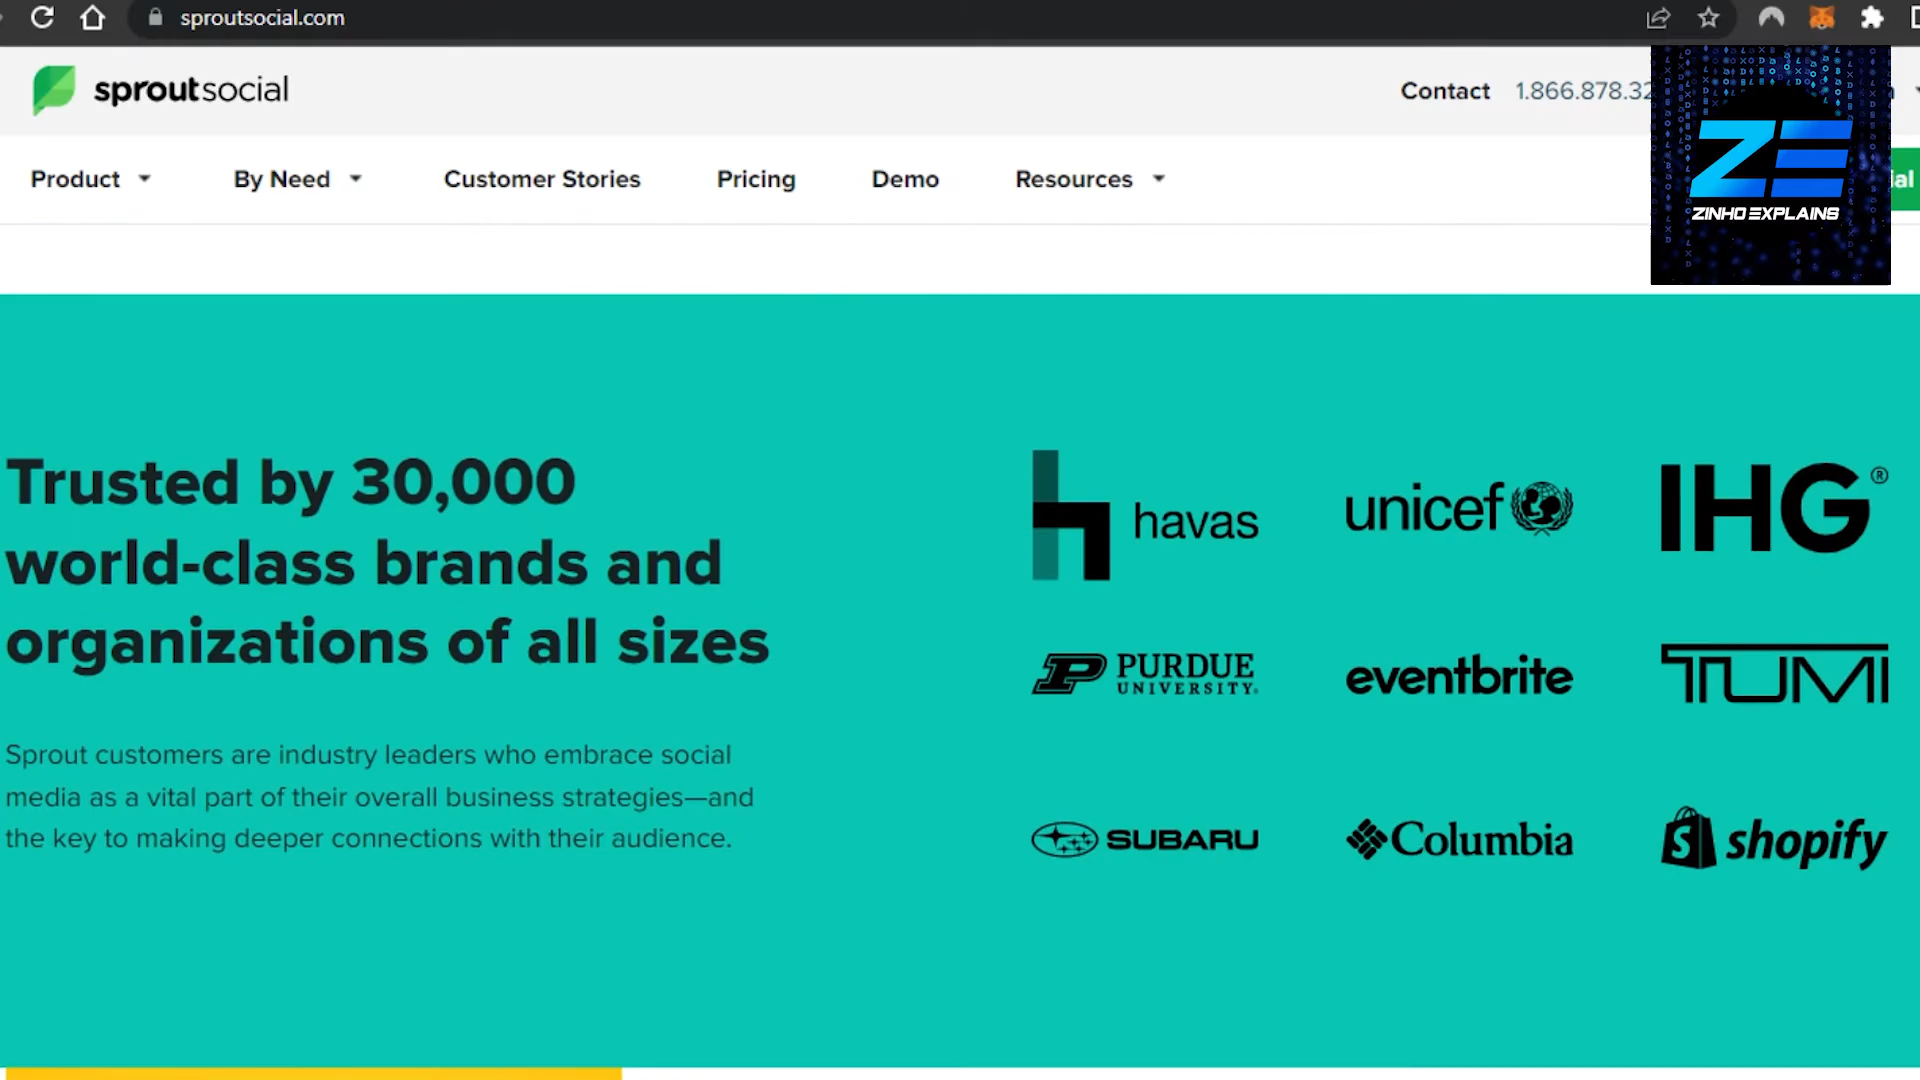 sproutsocial.com
sproutsocial
Contact 1.866.878.32
Product By Need Customer Stories Pricing Demo Resources
ZE
ZINHO EXPLAINS
Trusted by 30,000
world-class brands and
organizations of all sizes
Sprout customers are industry leaders who embrace social
media as a vital part of their overall business strategies—and
the key to making deeper connections with their audience.
havas
unicef
IHG®
PURDUE
UNIVERSITY.
eventbrite
TUMI
SUBARU
Columbia
shopify